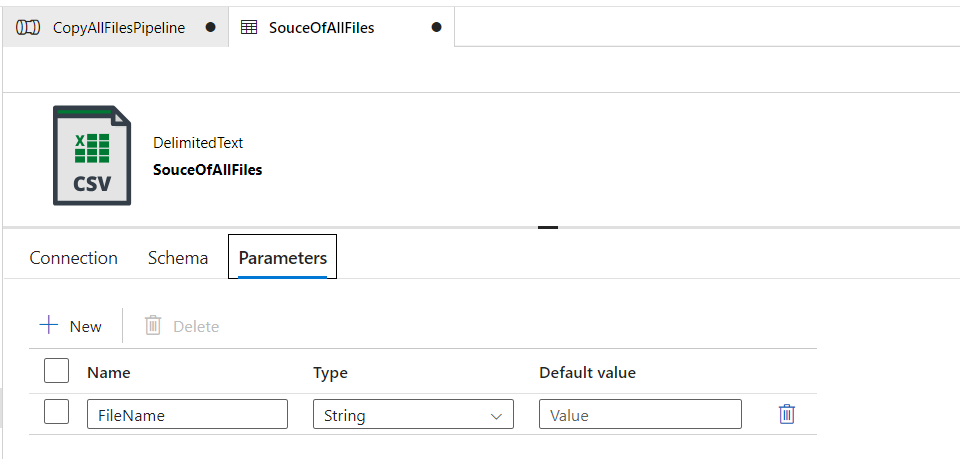 CopyAllFilesPipeline SouceOfAllFiles
DelimitedText
SouceOfAllFiles
X
CSV
Connection Schema Parameters
New Delete
Name Type Default value
FileName String Value